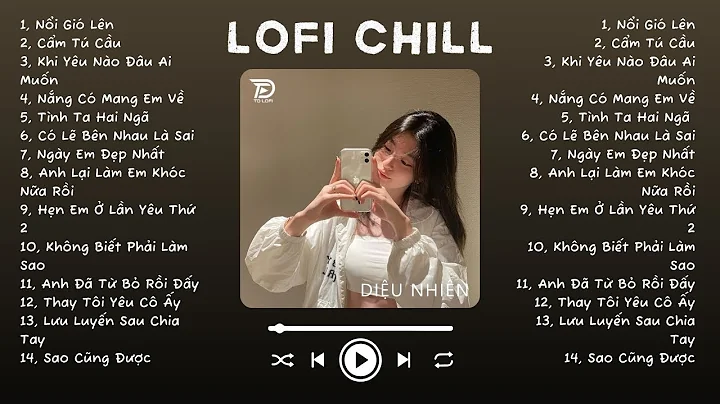 LOFI CHILL
1, Nổi Gió Lên
2, Cẩm Tú Cầu
3, Khi Yêu Nào Đâu Ai
Muốn
4, Nắng Có Mang Em Về
5, Tình Ta Hai Ngã
6, Có Lẽ Bên Nhau Là Sai
7, Ngày Em Đẹp Nhất
8, Anh Lại Làm Em Khóc
Nữa Rồi
9, Hẹn Em Ở Lần Yêu Thứ
2
10, Không Biết Phải Làm
Sao
11, Anh Đã Từ Bỏ Rồi Đấy
12, Thay Tôi Yêu Cô Ấy
13, Lưu Luyến Sau Chia
Tay
14, Sao Cũng Được
TO LOFI
DIỆU NHIÊN
1, Nổi Gió Lên
2, Cẩm Tú Cầu
3, Khi Yêu Nào Đâu Ai
Muốn
4, Nắng Có Mang Em Về
5, Tình Ta Hai Ngã
6, Có Lẽ Bên Nhau Là Sai
7, Ngày Em Đẹp Nhất
8, Anh Lại Làm Em Khóc
Nữa Rồi
9, Hẹn Em Ở Lần Yêu Thứ
2
10, Không Biết Phải Làm
Sao
11, Anh Đã Từ Bỏ Rồi Đấy
12, Thay Tôi Yêu Cô Ấy
13, Lưu Luyến Sau Chia
Tay
14, Sao Cũng Được